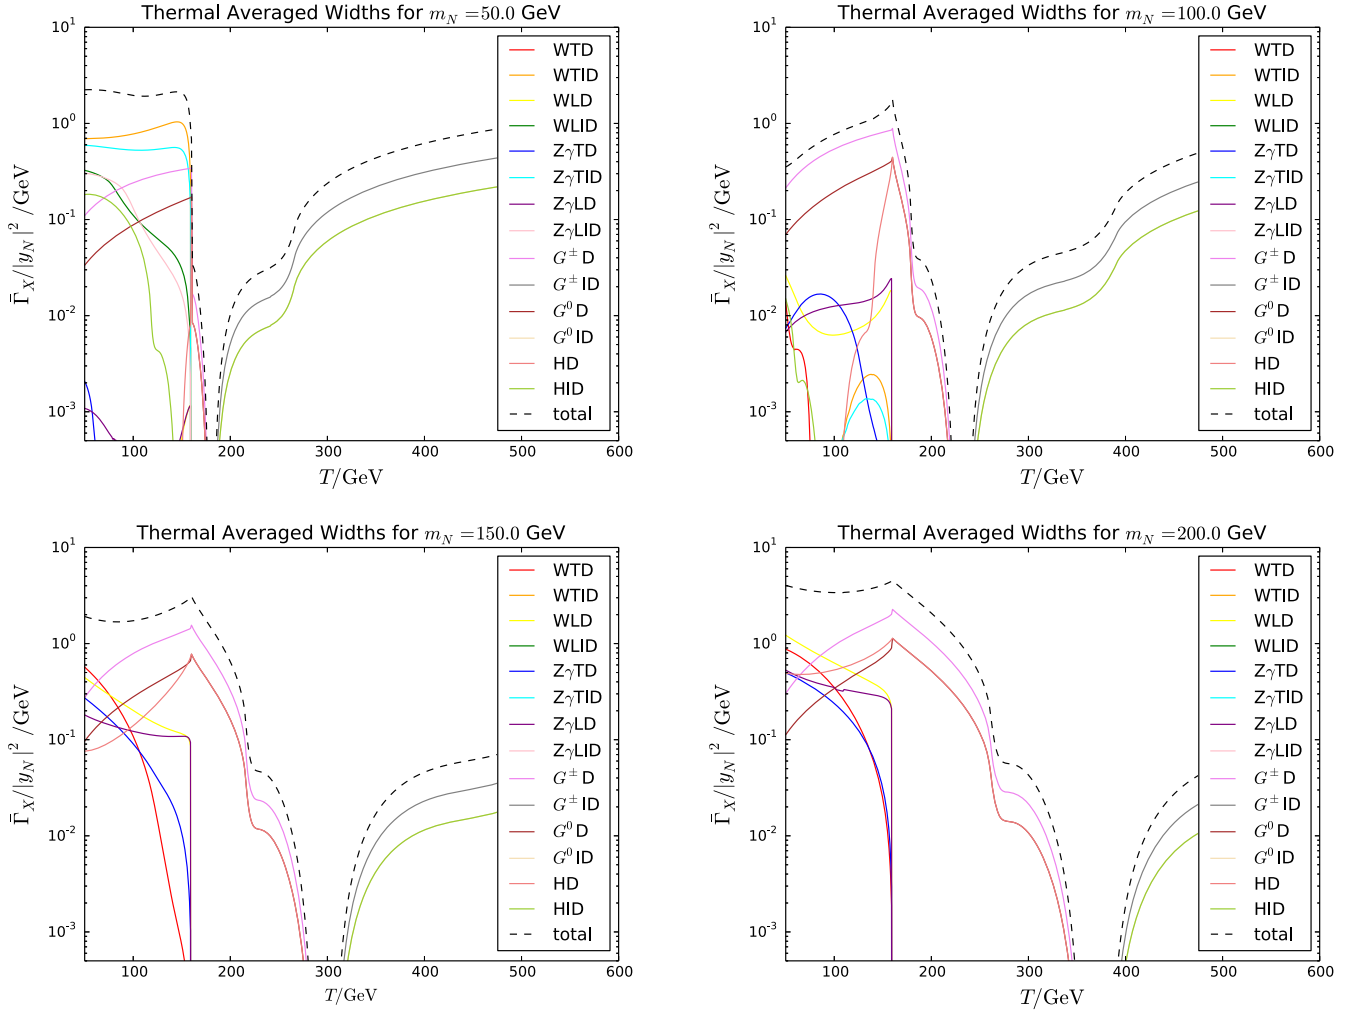 Thermal Averaged Widths for m_N =50.0 GeV
10^1
10^0
10^-1
10^-2
10^-3
Γ̄_X/|y_N|^2 /GeV
WTD
WTID
WLD
WLID
ZγTD
ZγTID
ZγLD
ZγLID
G^± D
G^± ID
G^0 D
G^0 ID
HD
HID
total
100 200 300 400 500 600
T/GeV
Thermal Averaged Widths for m_N =100.0 GeV
10^1
10^0
10^-1
10^-2
10^-3
Γ̄_X/|y_N|^2 /GeV
WTD
WTID
WLD
WLID
ZγTD
ZγTID
ZγLD
ZγLID
G^± D
G^± ID
G^0 D
G^0 ID
HD
HID
total
100 200 300 400 500 600
T/GeV
Thermal Averaged Widths for m_N =150.0 GeV
10^1
10^0
10^-1
10^-2
10^-3
Γ̄_X/|y_N|^2 /GeV
WTD
WTID
WLD
WLID
ZγTD
ZγTID
ZγLD
ZγLID
G^± D
G^± ID
G^0 D
G^0 ID
HD
HID
total
100 200 300 400 500 600
T/GeV
Thermal Averaged Widths for m_N =200.0 GeV
10^1
10^0
10^-1
10^-2
10^-3
Γ̄_X/|y_N|^2 /GeV
WTD
WTID
WLD
WLID
ZγTD
ZγTID
ZγLD
ZγLID
G^± D
G^± ID
G^0 D
G^0 ID
HD
HID
total
100 200 300 400 500 600
T/GeV